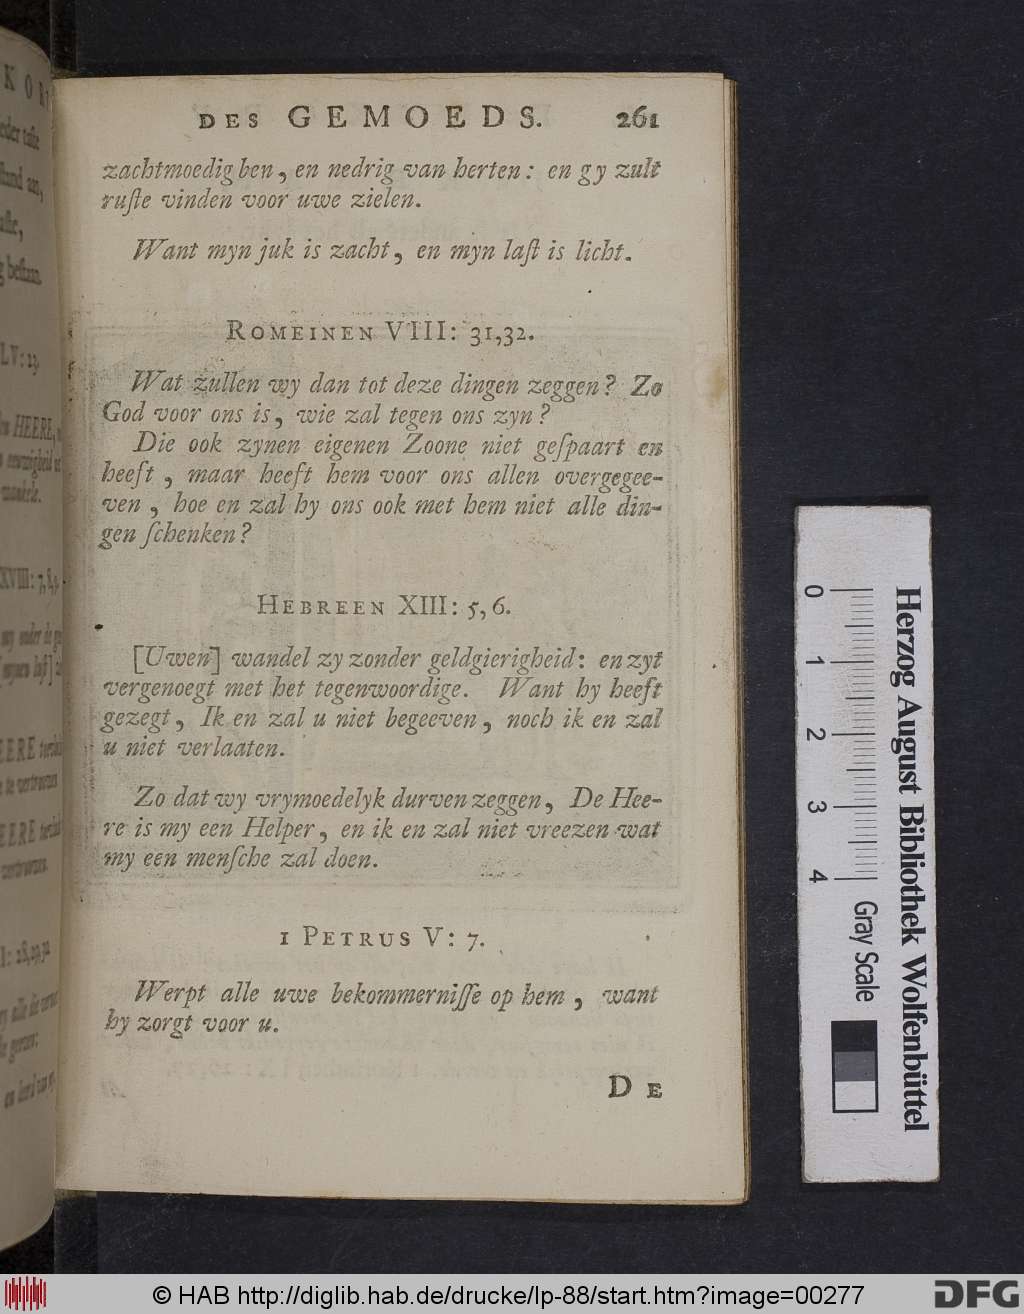 DES GEMOEDS. 261
zachtmoedig ben, en nedrig van herten: en gy zult
ruſte vinden voor uwe zielen.
Want myn juk is zacht, en myn laſt is licht.
ROMEINEN VIII: 31,32.
Wat zullen wy dan tot deze dingen zeggen? Zo
God voor ons is, wie zal tegen ons zyn?
Die ook zynen eigenen Zoone niet geſpaart en
heeft, maar heeft hem voor ons allen overgegee-
ven, hoe en zal hy ons ook met hem niet alle din-
gen ſchenken?
HEBREEN XIII: 5,6.
[Uwen] wandel zy zonder geldgierigheid: en zyt
vergenoegt met het tegenwoordige. Want hy heeft
gezegt, Ik en zal u niet begeeven, noch ik en zal
u niet verlaaten.
Zo dat wy vrymoedelyk durven zeggen, De Hee-
re is my een Helper, en ik en zal niet vreezen wat
my een menſche zal doen.
1 PETRUS V: 7.
Werpt alle uwe bekommerniſſe op hem, want
hy zorgt voor u.
DE
0 1 2 3 4
Gray Scale
Herzog August Bibliothek Wolfenbüttel
© HAB http://diglib.hab.de/drucke/lp-88/start.htm?image=00277
DFG